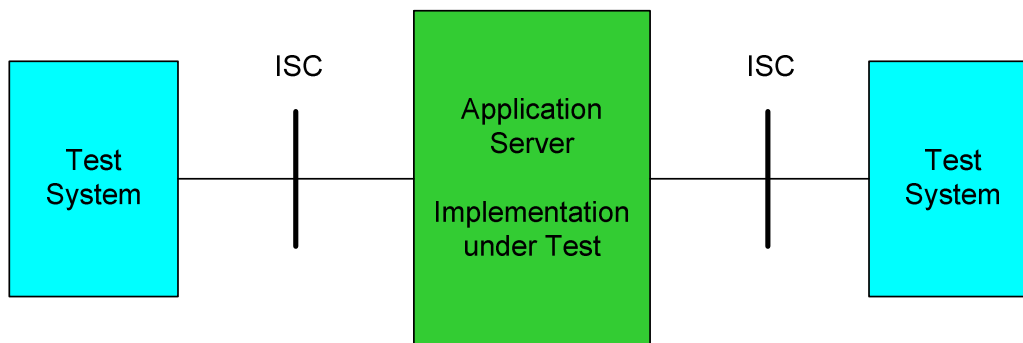 ISC
ISC
Test
System
Application
Server
Implementation
under Test
Test
System